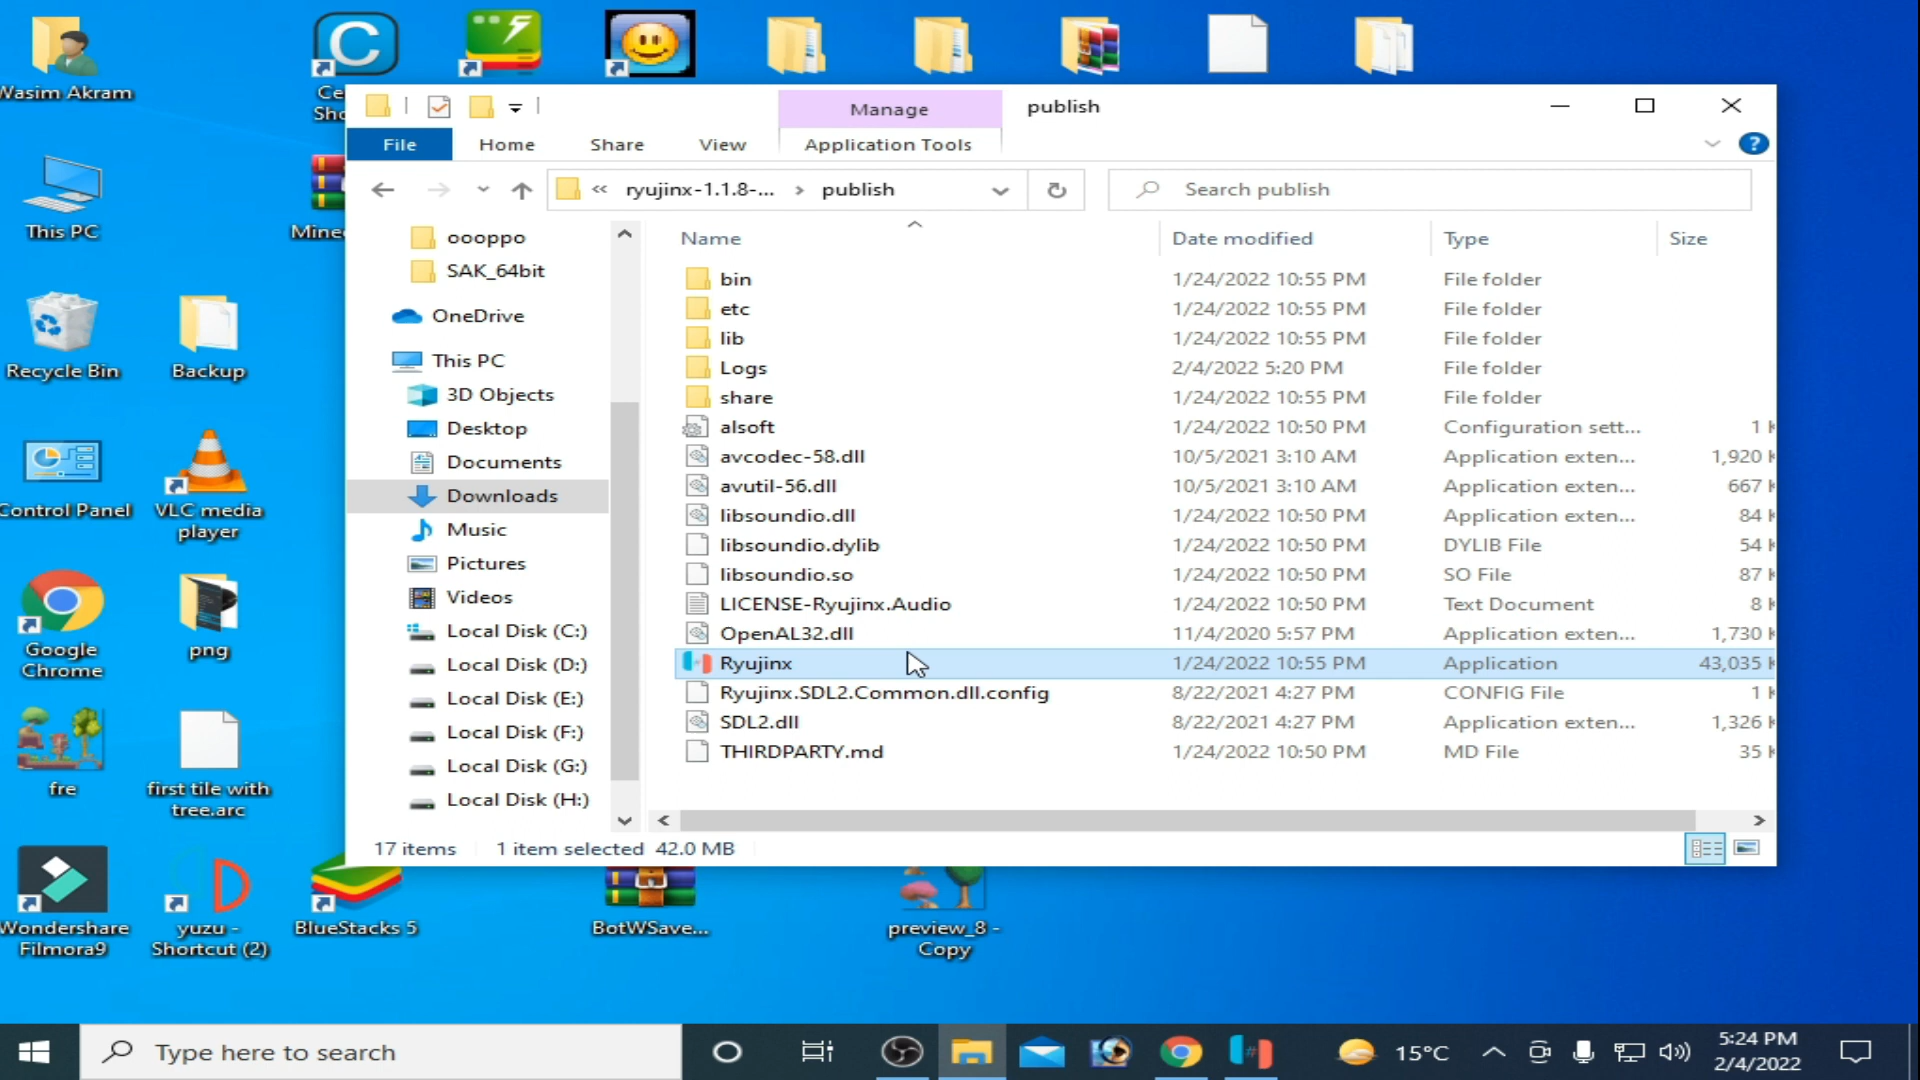 Wasim Akram
Ce
Sho
This PC
Mine
Recycle Bin
Backup
Control Panel
VLC media
player
Google
Chrome
png
fre
first tile with
tree.arc
Wondershare
Filmora9
yuzu -
Shortcut (2)
BlueStacks 5
BotWSave...
preview_8 -
Copy
Manage
publish
File
Home
Share
View
Application Tools
?
« ryujinx-1.1.8-... › publish
Search publish
oooppo
SAK_64bit
OneDrive
This PC
3D Objects
Desktop
Documents
Downloads
Music
Pictures
Videos
Local Disk (C:)
Local Disk (D:)
Local Disk (E:)
Local Disk (F:)
Local Disk (G:)
Local Disk (H:)
Name Date modified Type Size
bin 1/24/2022 10:55 PM File folder
etc 1/24/2022 10:55 PM File folder
lib 1/24/2022 10:55 PM File folder
Logs 2/4/2022 5:20 PM File folder
share 1/24/2022 10:55 PM File folder
alsoft 1/24/2022 10:50 PM Configuration sett... 1 K
avcodec-58.dll 10/5/2021 3:10 AM Application exten... 1,920 K
avutil-56.dll 10/5/2021 3:10 AM Application exten... 667 K
libsoundio.dll 1/24/2022 10:50 PM Application exten... 84 K
libsoundio.dylib 1/24/2022 10:50 PM DYLIB File 54 K
libsoundio.so 1/24/2022 10:50 PM SO File 87 K
LICENSE-Ryujinx.Audio 1/24/2022 10:50 PM Text Document 8 K
OpenAL32.dll 11/4/2020 5:57 PM Application exten... 1,730 K
Ryujinx 1/24/2022 10:55 PM Application 43,035 K
Ryujinx.SDL2.Common.dll.config 8/22/2021 4:27 PM CONFIG File 1 K
SDL2.dll 8/22/2021 4:27 PM Application exten... 1,326 K
THIRDPARTY.md 1/24/2022 10:50 PM MD File 35 K
17 items 1 item selected 42.0 MB
Type here to search
15°C
5:24 PM
2/4/2022